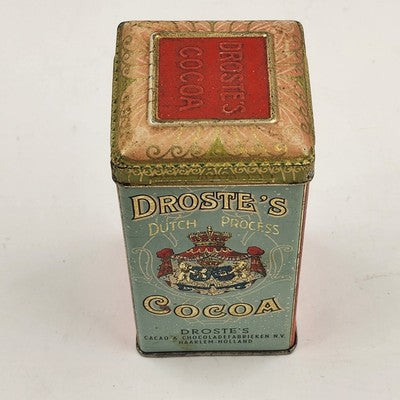 DROSTE'S
COCOA
DROSTE'S
DUTCH PROCESS
COCOA
DROSTE'S
CACAO & CHOCOLADEFABRIEKEN N.V.
HAARLEM-HOLLAND